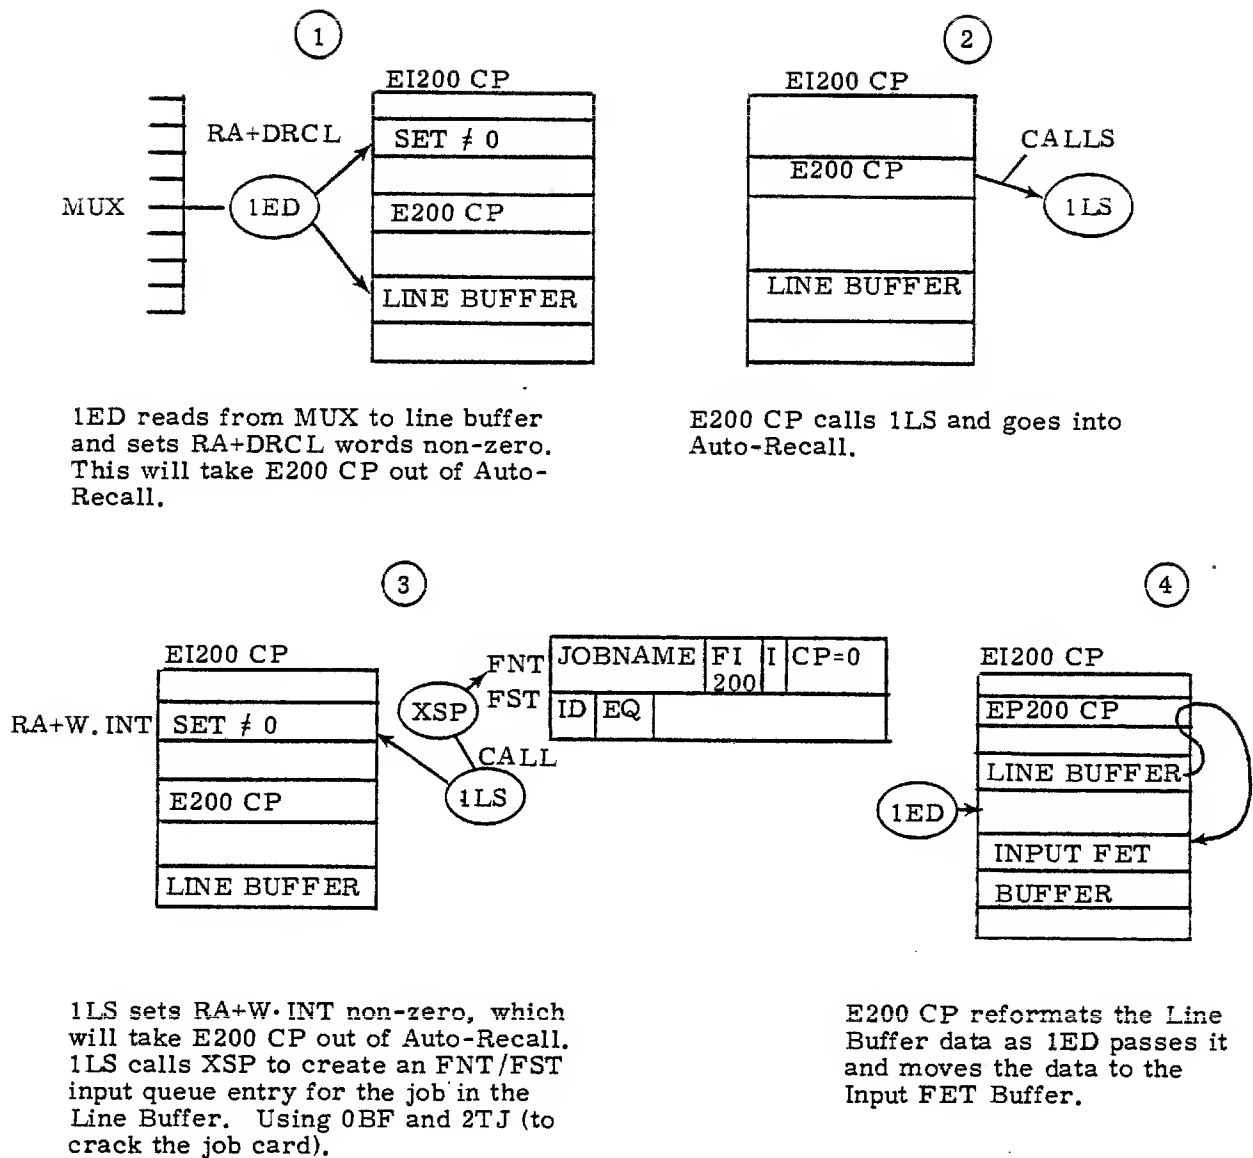 1
EI200 CP
RA+DRCL
SET ≠ 0
MUX
1ED
E200 CP
LINE BUFFER
1ED reads from MUX to line buffer
and sets RA+DRCL words non-zero.
This will take E200 CP out of Auto-
Recall.
2
EI200 CP
CALLS
E200 CP
1LS
LINE BUFFER
E200 CP calls 1LS and goes into
Auto-Recall.
3
EI200 CP
RA+W.INT
SET ≠ 0
E200 CP
LINE BUFFER
XSP
CALL
1LS
FNT
JOBNAME FI 200 I CP=0
FST
ID EQ
1LS sets RA+W.INT non-zero, which
will take E200 CP out of Auto-Recall.
1LS calls XSP to create an FNT/FST
input queue entry for the job in the
Line Buffer. Using 0BF and 2TJ (to
crack the job card).
4
EI200 CP
EP200 CP
LINE BUFFER
1ED
INPUT FET
BUFFER
E200 CP reformats the Line
Buffer data as 1ED passes it
and moves the data to the
Input FET Buffer.